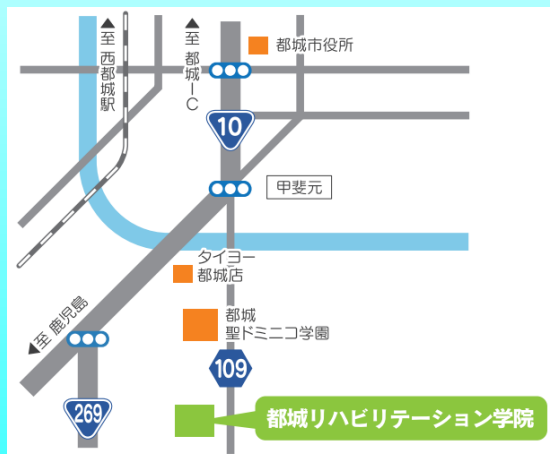 ▲至 西都城駅
▲至 都城IC
都城市役所
10
甲斐元
タイヨー
都城店
都城
聖ドミニコ学園
▲至 鹿児島
109
269
都城リハビリテーション学院